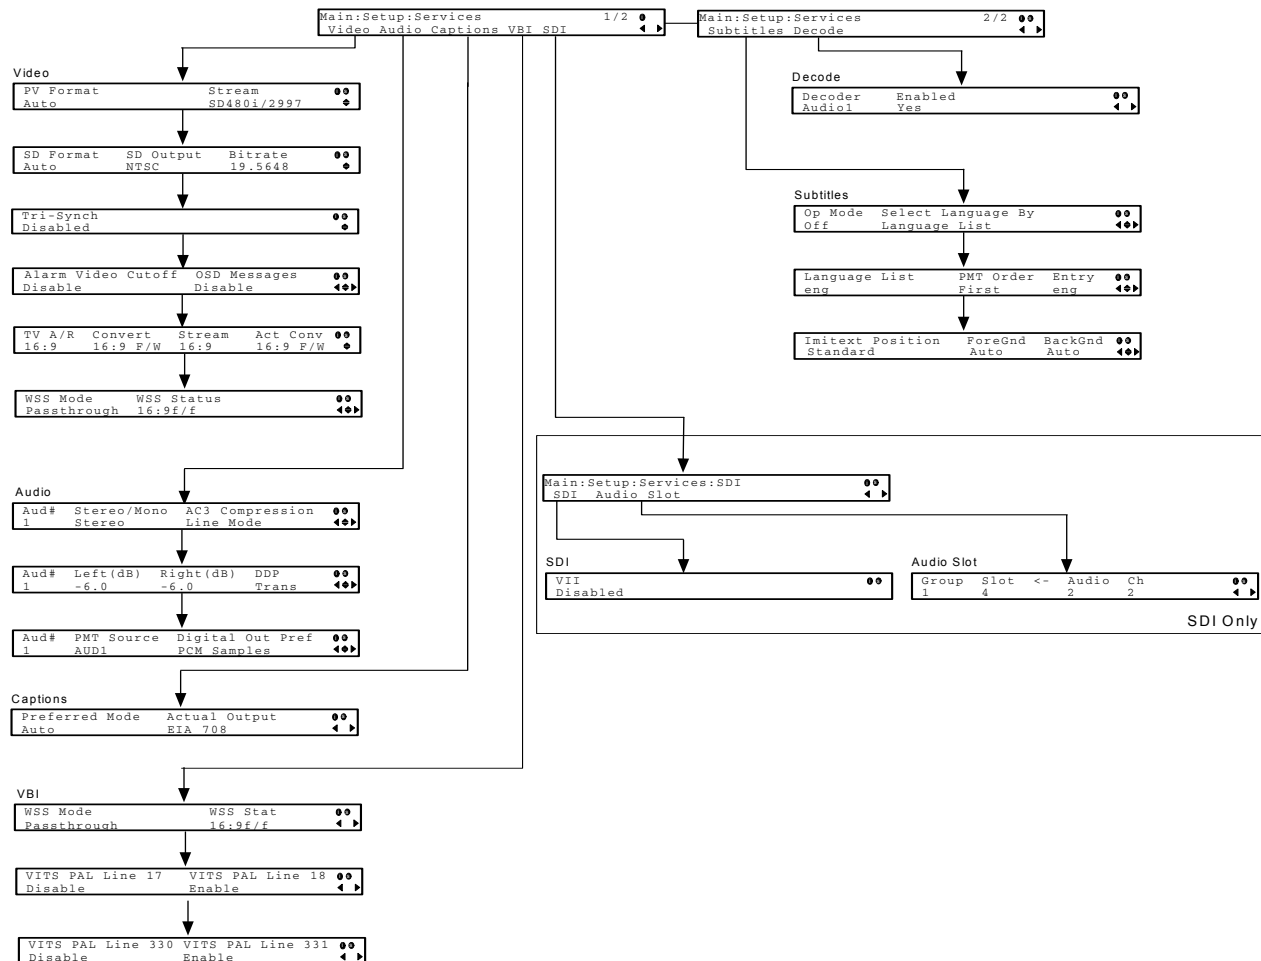 Main:Setup:Services 1/2
Video Audio Captions VBI SDI
Main:Setup:Services 2/2
Subtitles Decode
Video
PV Format Stream
Auto SD480i/2997
SD Format SD Output Bitrate
Auto NTSC 19.5648
Tri-Synch
Disabled
Alarm Video Cutoff OSD Messages
Disable Disable
TV A/R Convert Stream Act Conv
16:9 16:9 F/W 16:9 16:9 F/W
WSS Mode WSS Status
Passthrough 16:9f/f
Decode
Decoder Enabled
Audio1 Yes
Subtitles
Op Mode Select Language By
Off Language List
Language List PMT Order Entry
eng First eng
Imitext Position ForeGnd BackGnd
Standard Auto Auto
Audio
Aud# Stereo/Mono AC3 Compression
1 Stereo Line Mode
Aud# Left(dB) Right(dB) DDP
1 -6.0 -6.0 Trans
Aud# PMT Source Digital Out Pref
1 AUD1 PCM Samples
Main:Setup:Services:SDI
SDI Audio Slot
SDI
VII
Disabled
Audio Slot
Group Slot <- Audio Ch
1 4 2 2
SDI Only
Captions
Preferred Mode Actual Output
Auto EIA 708
VBI
WSS Mode WSS Stat
Passthrough 16:9f/f
VITS PAL Line 17 VITS PAL Line 18
Disable Enable
VITS PAL Line 330 VITS PAL Line 331
Disable Enable